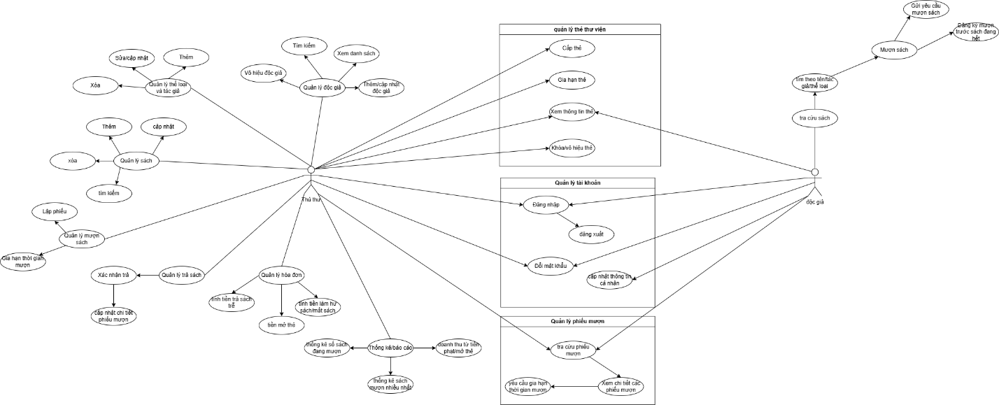 Gửi yêu cầu
mượn sách
Đăng ký mượn
trước sách đang
hết
Mượn sách
tìm theo tên/tác
giả/thể loại
tra cứu sách
độc giả
quản lý thẻ thư viện
Cấp thẻ
Gia hạn thẻ
Xem thông tin thẻ
Khóa/vô hiệu thẻ
Quản lý tài khoản
Đăng nhập
đăng xuất
Đổi mật khẩu
cập nhật thông tin
cá nhân
Quản lý phiếu mượn
tra cứu phiếu
mượn
Xem chi tiết các
phiếu mượn
yêu cầu gia hạn
thời gian mượn
Tìm kiếm
Xem danh sách
Vô hiệu độc giả
Quản lý độc giả
Thêm/cập nhật
độc giả
Sửa/cập nhật
Thêm
Xóa
Quản lý thể loại
và tác giả
Thêm
cập nhật
xóa
Quản lý sách
tìm kiếm
Thủ thư
Lập phiếu
Quản lý mượn
sách
Gia hạn thời gian
mượn
Xác nhận trả
Quản lý trả sách
cập nhật chi tiết
phiếu mượn
Quản lý hóa đơn
tính tiền trả sách
trễ
tính tiền làm hư
sách/mất sách
tiền mở thẻ
thống kê số sách
đang mượn
Thống kê/báo cáo
doanh thu từ tiền
phạt/mở thẻ
thống kê sách
mượn nhiều nhất